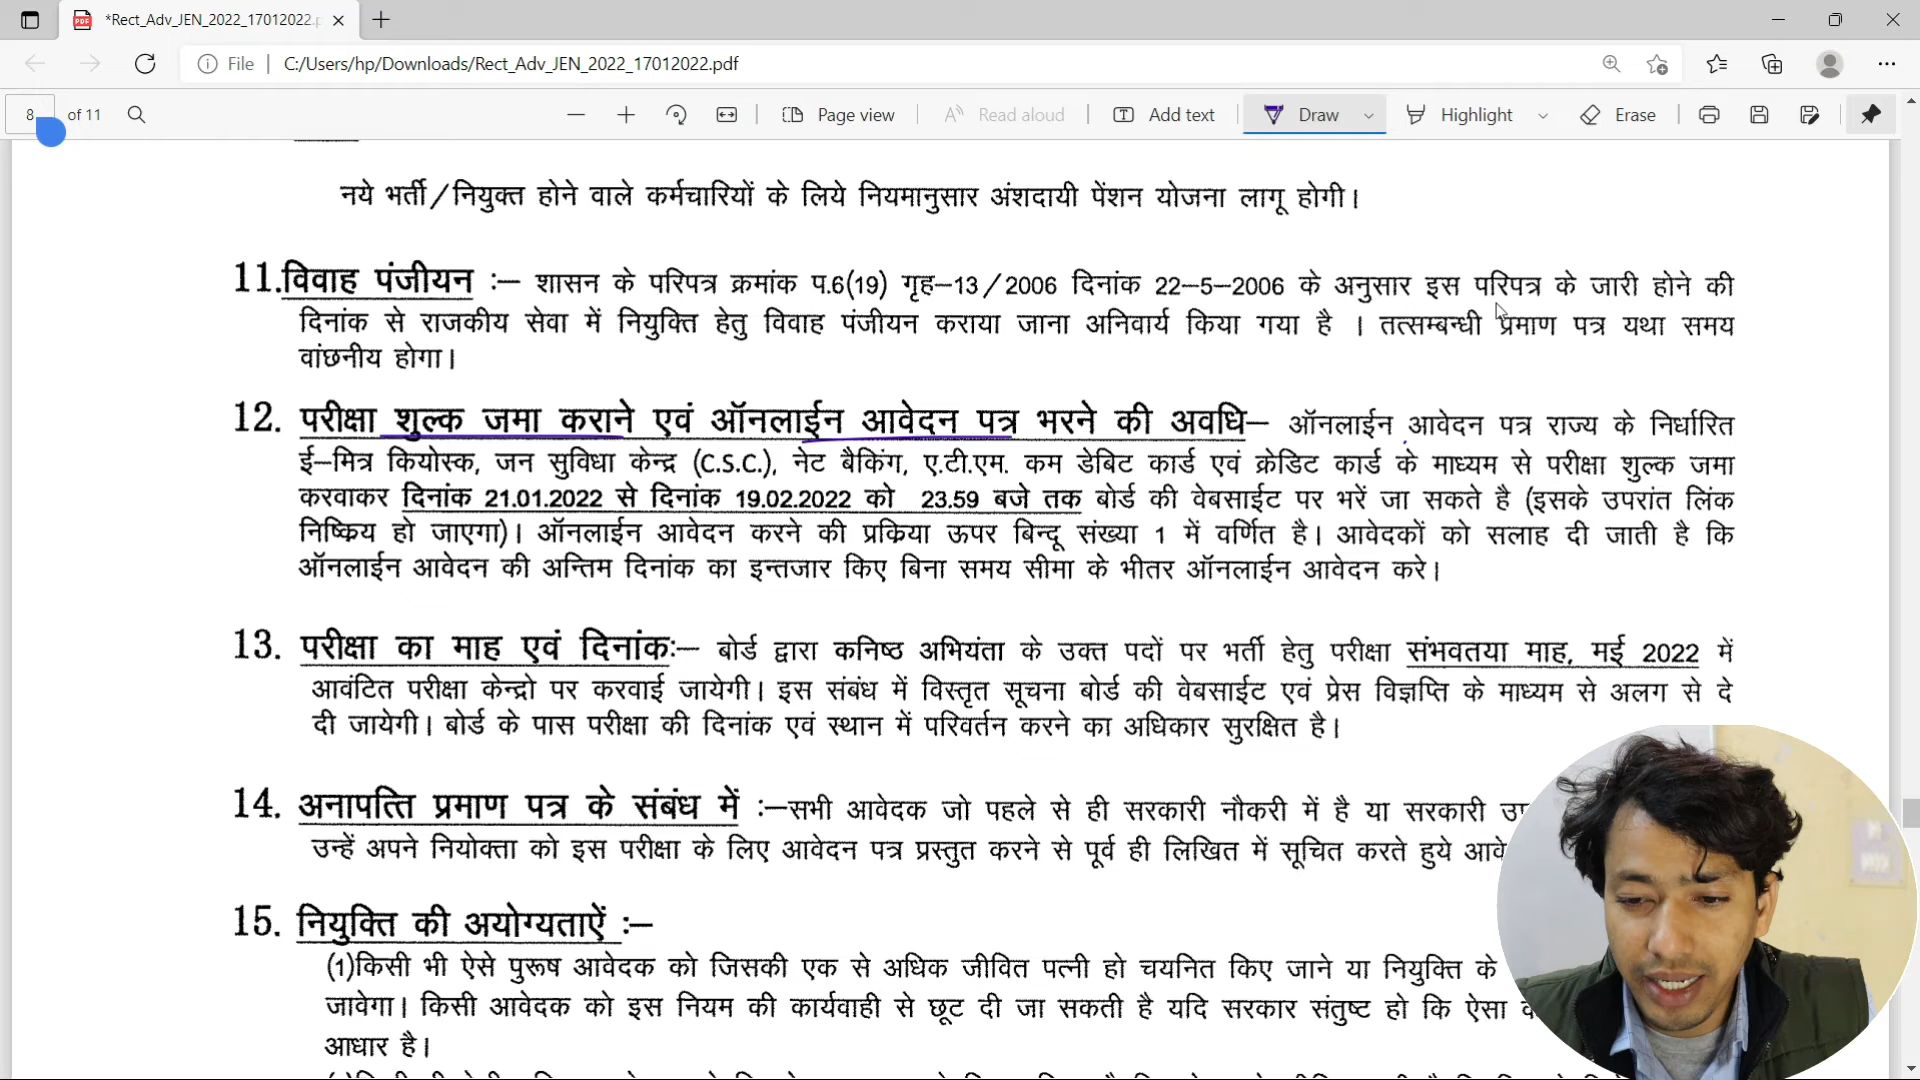 *Rect_Adv_JEN_2022_17012022.p
File C:/Users/hp/Downloads/Rect_Adv_JEN_2022_17012022.pdf
8 of 11 Page view Read aloud Add text Draw Highlight Erase
नये भर्ती/नियुक्त होने वाले कर्मचारियों के लिये नियमानुसार अंशदायी पेंशन योजना लागू होगी।
11.विवाह पंजीयन :– शासन के परिपत्र क्रमांक प.6(19) गृह–13/2006 दिनांक 22–5–2006 के अनुसार इस परिपत्र के जारी होने की
दिनांक से राजकीय सेवा में नियुक्ति हेतु विवाह पंजीयन कराया जाना अनिवार्य किया गया है । तत्सम्बन्धी प्रमाण पत्र यथा समय
वांछनीय होगा।
12. परीक्षा शुल्क जमा कराने एवं ऑनलाईन आवेदन पत्र भरने की अवधि– ऑनलाईन आवेदन पत्र राज्य के निर्धारित
ई–मित्र कियोस्क, जन सुविधा केन्द्र (C.S.C.), नेट बैकिंग, ए.टी.एम. कम डेबिट कार्ड एवं क्रेडिट कार्ड के माध्यम से परीक्षा शुल्क जमा
करवाकर दिनांक 21.01.2022 से दिनांक 19.02.2022 को 23.59 बजे तक बोर्ड की वेबसाईट पर भरें जा सकते है (इसके उपरांत लिंक
निष्क्रिय हो जाएगा)। ऑनलाईन आवेदन करने की प्रक्रिया ऊपर बिन्दू संख्या 1 में वर्णित है। आवेदकों को सलाह दी जाती है कि
ऑनलाईन आवेदन की अन्तिम दिनांक का इन्तजार किए बिना समय सीमा के भीतर ऑनलाईन आवेदन करे।
13. परीक्षा का माह एवं दिनांक:– बोर्ड द्वारा कनिष्ठ अभियंता के उक्त पदों पर भर्ती हेतु परीक्षा संभवतया माह, मई 2022 में
आवंटित परीक्षा केन्द्रो पर करवाई जायेगी। इस संबंध में विस्तृत सूचना बोर्ड की वेबसाईट एवं प्रेस विज्ञप्ति के माध्यम से अलग से दे
दी जायेगी। बोर्ड के पास परीक्षा की दिनांक एवं स्थान में परिवर्तन करने का अधिकार सुरक्षित है।
14. अनापत्ति प्रमाण पत्र के संबंध में :–सभी आवेदक जो पहले से ही सरकारी नौकरी में है या सरकारी
उन्हें अपने नियोक्ता को इस परीक्षा के लिए आवेदन पत्र प्रस्तुत करने से पूर्व ही लिखित में सूचित करते हुये
15. नियुक्ति की अयोग्यताऐं :–
(1)किसी भी ऐसे पुरूष आवेदक को जिसकी एक से अधिक जीवित पत्नी हो चयनित किए जाने या नियुक्ति के
जावेगा। किसी आवेदक को इस नियम की कार्यवाही से छूट दी जा सकती है यदि सरकार संतुष्ट हो कि ऐसा
आधार है।